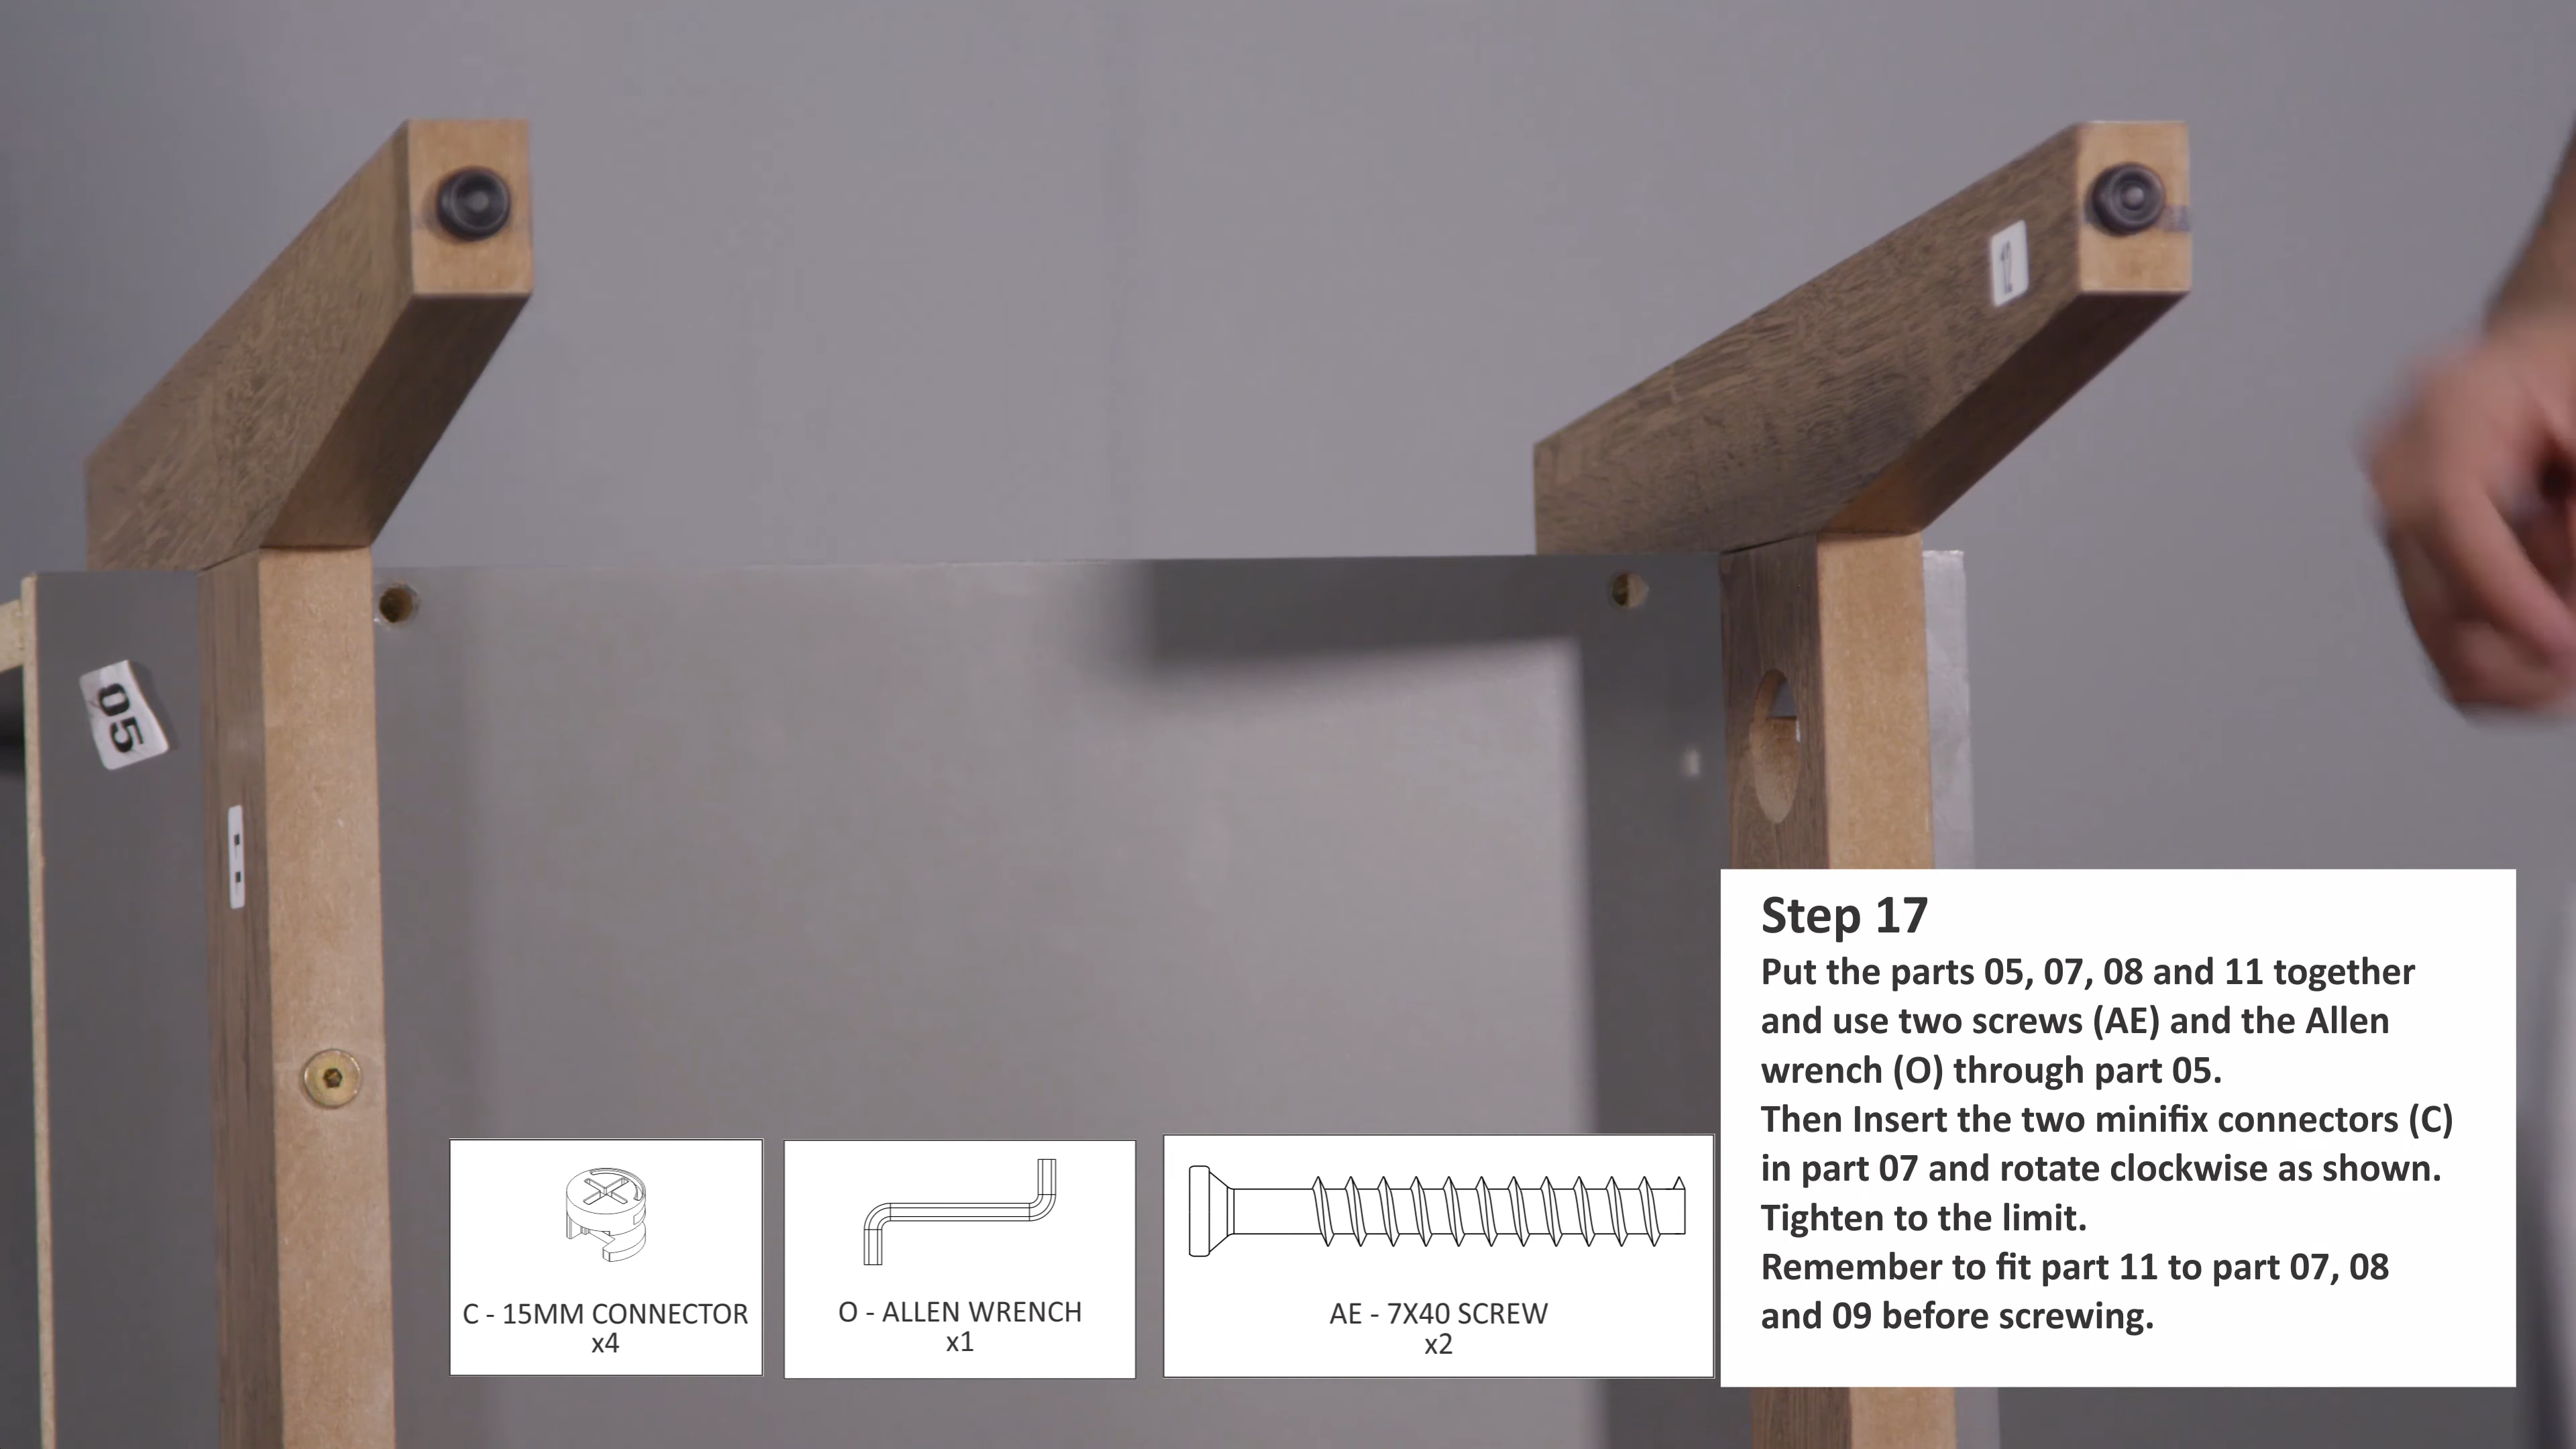 12
05
11
Step 17
Put the parts 05, 07, 08 and 11 together
and use two screws (AE) and the Allen
wrench (O) through part 05.
Then Insert the two minifix connectors (C)
in part 07 and rotate clockwise as shown.
Tighten to the limit.
Remember to fit part 11 to part 07, 08
and 09 before screwing.
C - 15MM CONNECTOR
x4
O - ALLEN WRENCH
x1
AE - 7X40 SCREW
x2